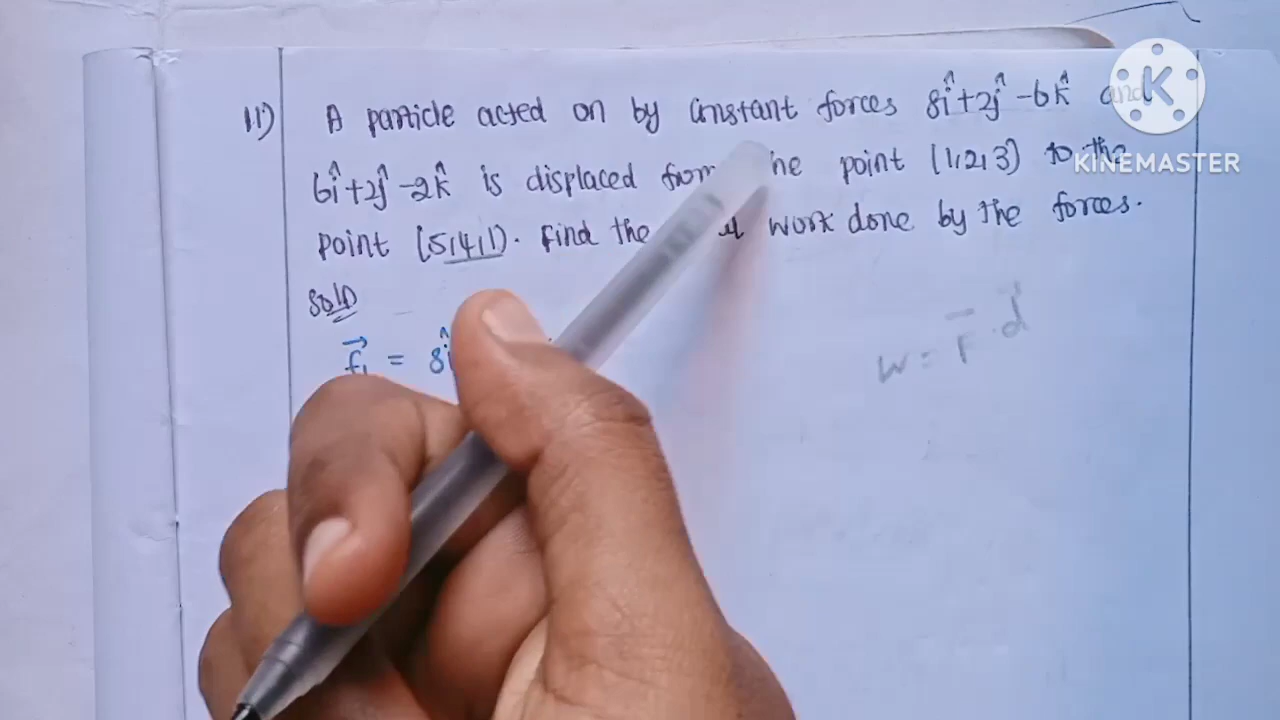 11) A particle acted on by constant forces 8î+2ĵ-6k̂ and
6î+2ĵ-2k̂ is displaced from the point (1,2,3) to the
point (5,4,1). Find the work done by the forces.
Soln
f⃗₁ = 8î
W = F⃗.d⃗
KINEMASTER